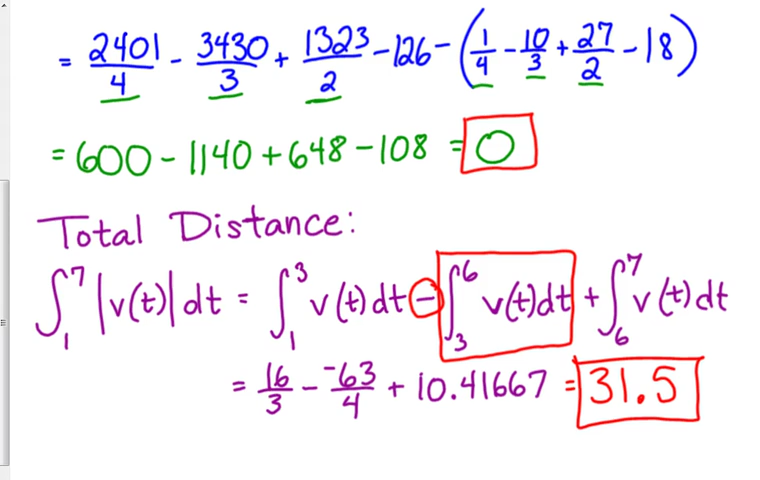 = 2401/4 - 3430/3 + 1323/2 - 126 - (1/4 - 10/3 + 27/2 - 18)
= 600 - 1140 + 648 - 108 = 0
Total Distance:
∫₁⁷ |v(t)| dt = ∫₁³ v(t) dt - ∫₃⁶ v(t)dt + ∫₆⁷ v(t) dt
= 16/3 - -63/4 + 10.41667 = 31.5